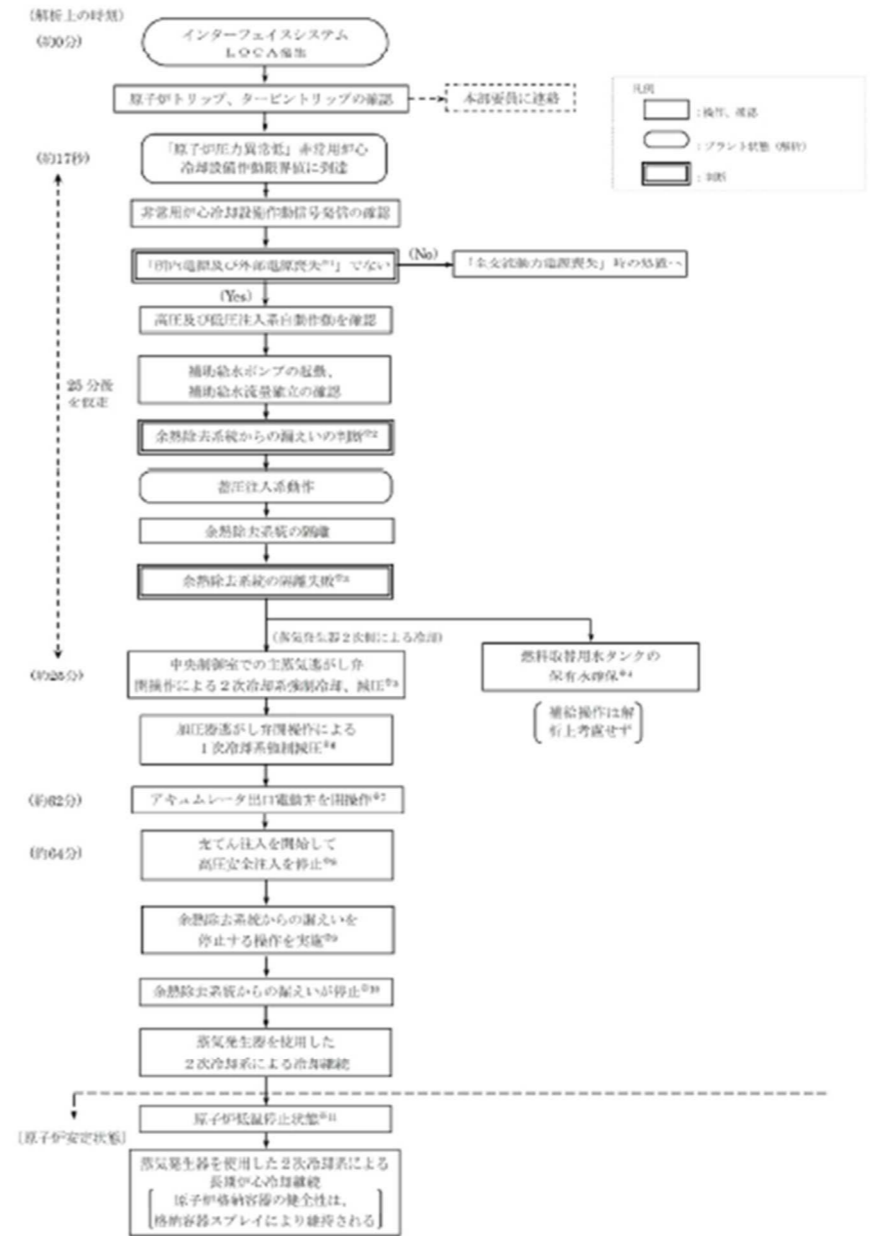 (解析上の時刻)
(約0分)
インターフェイスシステム
LOCA発生
原子炉トリップ、タービントリップの確認
本部要員に連絡
凡例
：操作、確認
：プラント状態（解析）
：判断
(約17秒)
「原子炉圧力異常低」非常用炉心
冷却設備作動限界値に到達
非常用炉心冷却設備作動信号発信の確認
「所内電源及び外部電源喪失※1」でない
(No)
「全交流動力電源喪失」時の処置へ
(Yes)
高圧及び低圧注入系自動作動を確認
補助給水ポンプの起動、
補助給水流量確立の確認
25分後
を仮定
余熱除去系統からの漏えいの判断※2
蓄圧注入系動作
余熱除去系統の隔離
余熱除去系統の隔離失敗
(蒸気発生器２次側による冷却)
(約25分)
中央制御室での主蒸気逃がし弁
開操作による２次冷却系強制冷却、減圧
燃料取替用水タンクの
保有水確保※4
補給操作は解
析上考慮せず
加圧器逃がし弁開操作による
１次冷却系強制減圧
(約62分)
アキュムレータ出口電動弁を閉操作※7
(約64分)
充てん注入を開始して
高圧安全注入を停止※8
余熱除去系統からの漏えいを
停止する操作を実施※9
余熱除去系統からの漏えいが停止※10
蒸気発生器を使用した
２次冷却系による冷却継続
原子炉低温停止状態※11
[原子炉安定状態]
蒸気発生器を使用した２次冷却系による
長期炉心冷却継続
原子炉格納容器の健全性は、
格納容器スプレイにより維持される